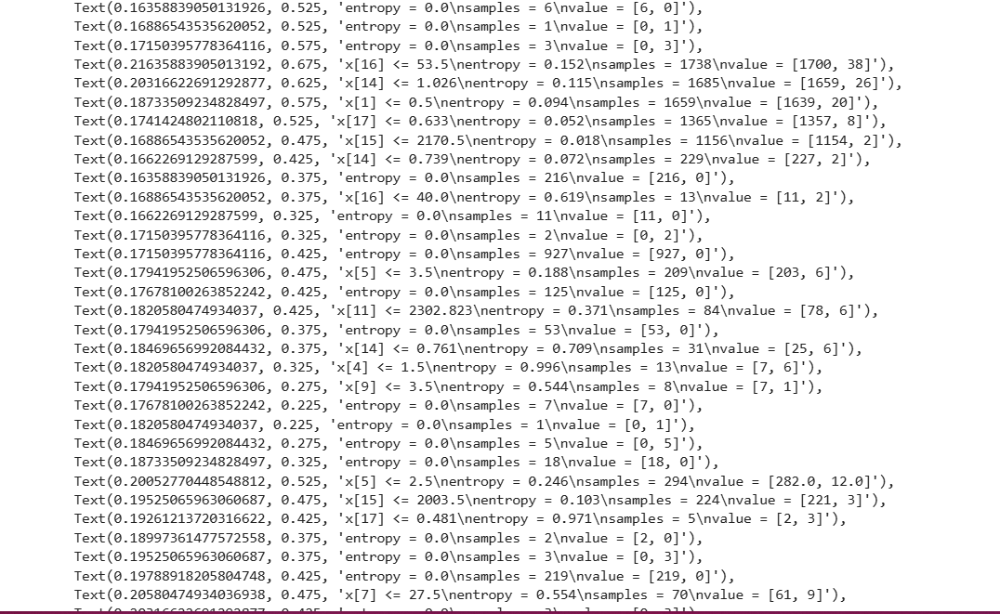 Text(0.16358839050131926, 0.525, 'entropy = 0.0\nsamples = 6\nvalue = [6, 0]'),
Text(0.16886543535620052, 0.525, 'entropy = 0.0\nsamples = 1\nvalue = [0, 1]'),
Text(0.17150395778364116, 0.575, 'entropy = 0.0\nsamples = 3\nvalue = [0, 3]'),
Text(0.21635883905013192, 0.675, 'x[16] <= 53.5\nentropy = 0.152\nsamples = 1738\nvalue = [1700, 38]'),
Text(0.20316622691292877, 0.625, 'x[14] <= 1.026\nentropy = 0.115\nsamples = 1685\nvalue = [1659, 26]'),
Text(0.18733509234828497, 0.575, 'x[1] <= 0.5\nentropy = 0.094\nsamples = 1659\nvalue = [1639, 20]'),
Text(0.1741424802110818, 0.525, 'x[17] <= 0.633\nentropy = 0.052\nsamples = 1365\nvalue = [1357, 8]'),
Text(0.16886543535620052, 0.475, 'x[15] <= 2170.5\nentropy = 0.018\nsamples = 1156\nvalue = [1154, 2]'),
Text(0.1662269129287599, 0.425, 'x[14] <= 0.739\nentropy = 0.072\nsamples = 229\nvalue = [227, 2]'),
Text(0.16358839050131926, 0.375, 'entropy = 0.0\nsamples = 216\nvalue = [216, 0]'),
Text(0.16886543535620052, 0.375, 'x[16] <= 40.0\nentropy = 0.619\nsamples = 13\nvalue = [11, 2]'),
Text(0.1662269129287599, 0.325, 'entropy = 0.0\nsamples = 11\nvalue = [11, 0]'),
Text(0.17150395778364116, 0.325, 'entropy = 0.0\nsamples = 2\nvalue = [0, 2]'),
Text(0.17150395778364116, 0.425, 'entropy = 0.0\nsamples = 927\nvalue = [927, 0]'),
Text(0.17941952506596306, 0.475, 'x[5] <= 3.5\nentropy = 0.188\nsamples = 209\nvalue = [203, 6]'),
Text(0.17678100263852242, 0.425, 'entropy = 0.0\nsamples = 125\nvalue = [125, 0]'),
Text(0.1820580474934037, 0.425, 'x[11] <= 2302.823\nentropy = 0.371\nsamples = 84\nvalue = [78, 6]'),
Text(0.17941952506596306, 0.375, 'entropy = 0.0\nsamples = 53\nvalue = [53, 0]'),
Text(0.18469656992084432, 0.375, 'x[14] <= 0.761\nentropy = 0.709\nsamples = 31\nvalue = [25, 6]'),
Text(0.1820580474934037, 0.325, 'x[4] <= 1.5\nentropy = 0.996\nsamples = 13\nvalue = [7, 6]'),
Text(0.17941952506596306, 0.275, 'x[9] <= 3.5\nentropy = 0.544\nsamples = 8\nvalue = [7, 1]'),
Text(0.17678100263852242, 0.225, 'entropy = 0.0\nsamples = 7\nvalue = [7, 0]'),
Text(0.1820580474934037, 0.225, 'entropy = 0.0\nsamples = 1\nvalue = [0, 1]'),
Text(0.18469656992084432, 0.275, 'entropy = 0.0\nsamples = 5\nvalue = [0, 5]'),
Text(0.18733509234828497, 0.325, 'entropy = 0.0\nsamples = 18\nvalue = [18, 0]'),
Text(0.20052770448548812, 0.525, 'x[5] <= 2.5\nentropy = 0.246\nsamples = 294\nvalue = [282.0, 12.0]'),
Text(0.19525065963060687, 0.475, 'x[15] <= 2003.5\nentropy = 0.103\nsamples = 224\nvalue = [221, 3]'),
Text(0.19261213720316622, 0.425, 'x[17] <= 0.481\nentropy = 0.971\nsamples = 5\nvalue = [2, 3]'),
Text(0.18997361477572558, 0.375, 'entropy = 0.0\nsamples = 2\nvalue = [2, 0]'),
Text(0.19525065963060687, 0.375, 'entropy = 0.0\nsamples = 3\nvalue = [0, 3]'),
Text(0.19788918205804748, 0.425, 'entropy = 0.0\nsamples = 219\nvalue = [219, 0]'),
Text(0.20580474934036938, 0.475, 'x[7] <= 27.5\nentropy = 0.554\nsamples = 70\nvalue = [61, 9]'),